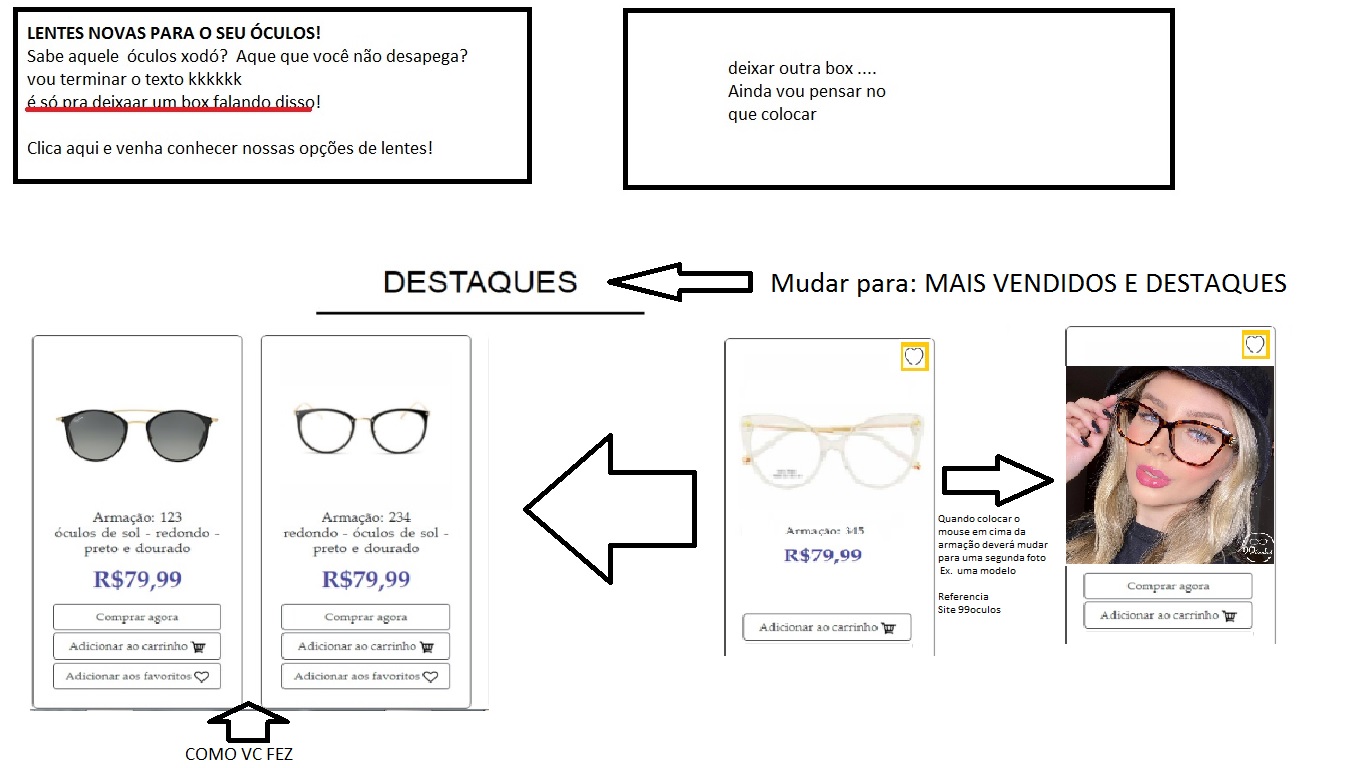 LENTES NOVAS PARA O SEU ÓCULOS!
Sabe aquele óculos xodó? Aque que você não desapega?
vou terminar o texto kkkkkk
é só pra deixaar um box falando disso!
Clica aqui e venha conhecer nossas opções de lentes!
deixar outra box ....
Ainda vou pensar no
que colocar
DESTAQUES
Mudar para: MAIS VENDIDOS E DESTAQUES
Armação: 123
óculos de sol - redondo -
preto e dourado
R$79,99
Comprar agora
Adicionar ao carrinho
Adicionar aos favoritos
Armação: 234
redondo - óculos de sol -
preto e dourado
R$79,99
Comprar agora
Adicionar ao carrinho
Adicionar aos favoritos
COMO VC FEZ
Armação: 345
R$79,99
Adicionar ao carrinho
Quando colocar o
mouse em cima da
armação deverá mudar
para uma segunda foto
Ex. uma modelo
Referencia
Site 99oculos
Comprar agora
Adicionar ao carrinho